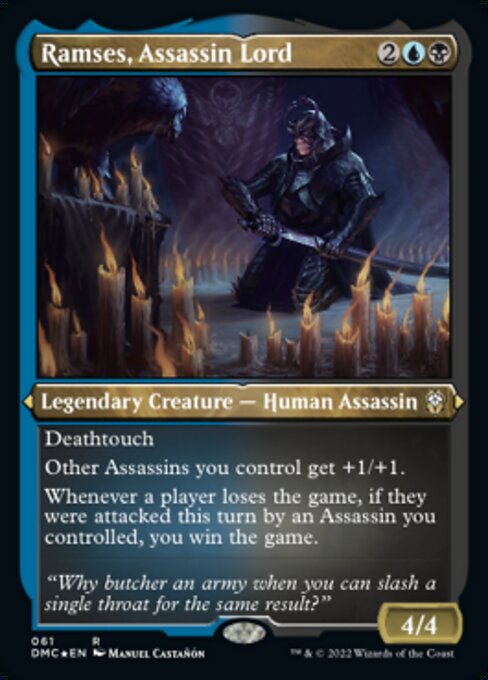 Ramses, Assassin Lord 2
Legendary Creature — Human Assassin
Deathtouch
Other Assassins you control get +1/+1.
Whenever a player loses the game, if they
were attacked this turn by an Assassin you
controlled, you win the game.
“Why butcher an army when you can slash a
single throat for the same result?”
4/4
061 R
DMC★EN Manuel Castañón
™ & © 2022 Wizards of the Coast